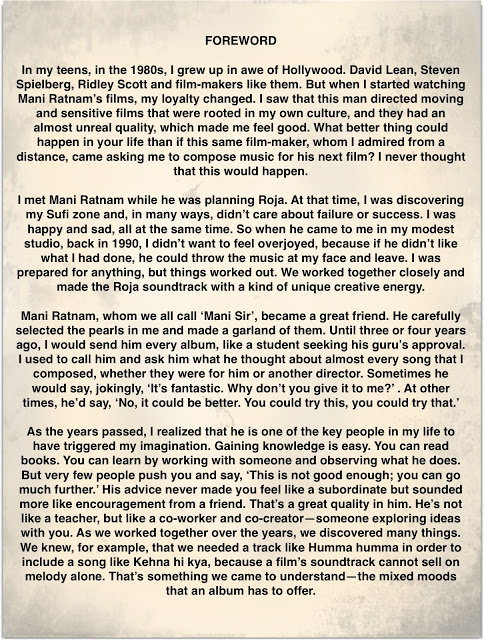 FOREWORD
In my teens, in the 1980s, I grew up in awe of Hollywood. David Lean, Steven
Spielberg, Ridley Scott and film-makers like them. But when I started watching
Mani Ratnam's films, my loyalty changed. I saw that this man directed moving
and sensitive films that were rooted in my own culture, and they had an
almost unreal quality, which made me feel good. What better thing could
happen in your life than if this same film-maker, whom I admired from a
distance, came asking me to compose music for his next film? I never thought
that this would happen.
I met Mani Ratnam while he was planning Roja. At that time, I was discovering
my Sufi zone and, in many ways, didn't care about failure or success. I was
happy and sad, all at the same time. So when he came to me in my modest
studio, back in 1990, I didn't want to feel overjoyed, because if he didn't like
what I had done, he could throw the music at my face and leave. I was
prepared for anything, but things worked out. We worked together closely and
made the Roja soundtrack with a kind of unique creative energy.
Mani Ratnam, whom we all call 'Mani Sir', became a great friend. He carefully
selected the pearls in me and made a garland of them. Until three or four years
ago, I would send him every album, like a student seeking his guru's approval.
I used to call him and ask him what he thought about almost every song that I
composed, whether they were for him or another director. Sometimes he
would say, jokingly, 'It's fantastic. Why don't you give it to me?' . At other
times, he'd say, 'No, it could be better. You could try this, you could try that.'
As the years passed, I realized that he is one of the key people in my life to
have triggered my imagination. Gaining knowledge is easy. You can read
books. You can learn by working with someone and observing what he does.
But very few people push you and say, 'This is not good enough; you can go
much further.' His advice never made you feel like a subordinate but sounded
more like encouragement from a friend. That's a great quality in him. He's not
like a teacher, but like a co-worker and co-creator—someone exploring ideas
with you. As we worked together over the years, we discovered many things.
We knew, for example, that we needed a track like Humma humma in order to
include a song like Kehna hi kya, because a film's soundtrack cannot sell on
melody alone. That's something we came to understand—the mixed moods
that an album has to offer.